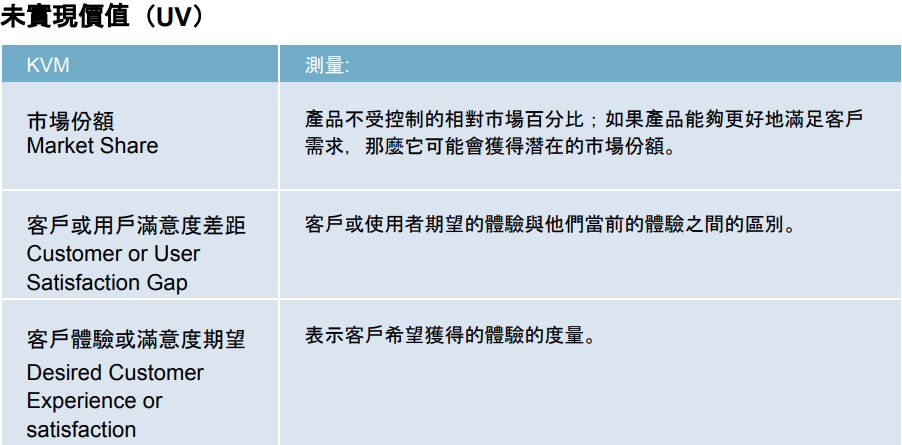 未實現價值（UV）
KVM
測量:
市場份額
Market Share
產品不受控制的相對市場百分比；如果產品能夠更好地滿足客戶
需求，那麼它可能會獲得潛在的市場份額。
客戶或用戶滿意度差距
Customer or User
Satisfaction Gap
客戶或使用者期望的體驗與他們當前的體驗之間的區別。
客戶體驗或滿意度期望
Desired Customer
Experience or
satisfaction
表示客戶希望獲得的體驗的度量。